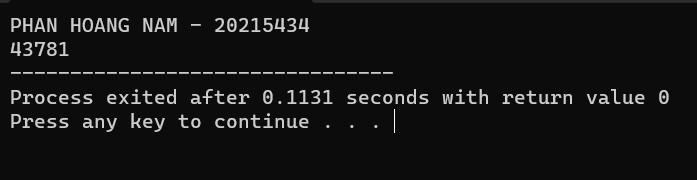 PHAN HOANG NAM - 20215434
43781
--------------------------------
Process exited after 0.1131 seconds with return value 0
Press any key to continue . . .